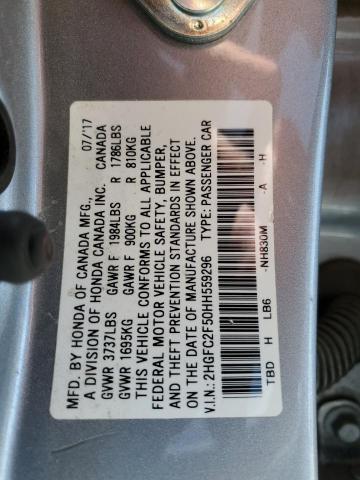 MFD. BY HONDA OF CANADA MFG., 07/'17
A DIVISION OF HONDA CANADA INC. CANADA
GVWR 3737LBS GAWR F 1984LBS R 1786LBS
GVWR 1695KG GAWR F 900KG R 810KG
THIS VEHICLE CONFORMS TO ALL APPLICABLE
FEDERAL MOTOR VEHICLE SAFETY, BUMPER,
AND THEFT PREVENTION STANDARDS IN EFFECT
ON THE DATE OF MANUFACTURE SHOWN ABOVE.
V.I.N.: 2HGFC2F50HH559296 TYPE: PASSENGER CAR
TBD H LB6 -NH830M -A -H